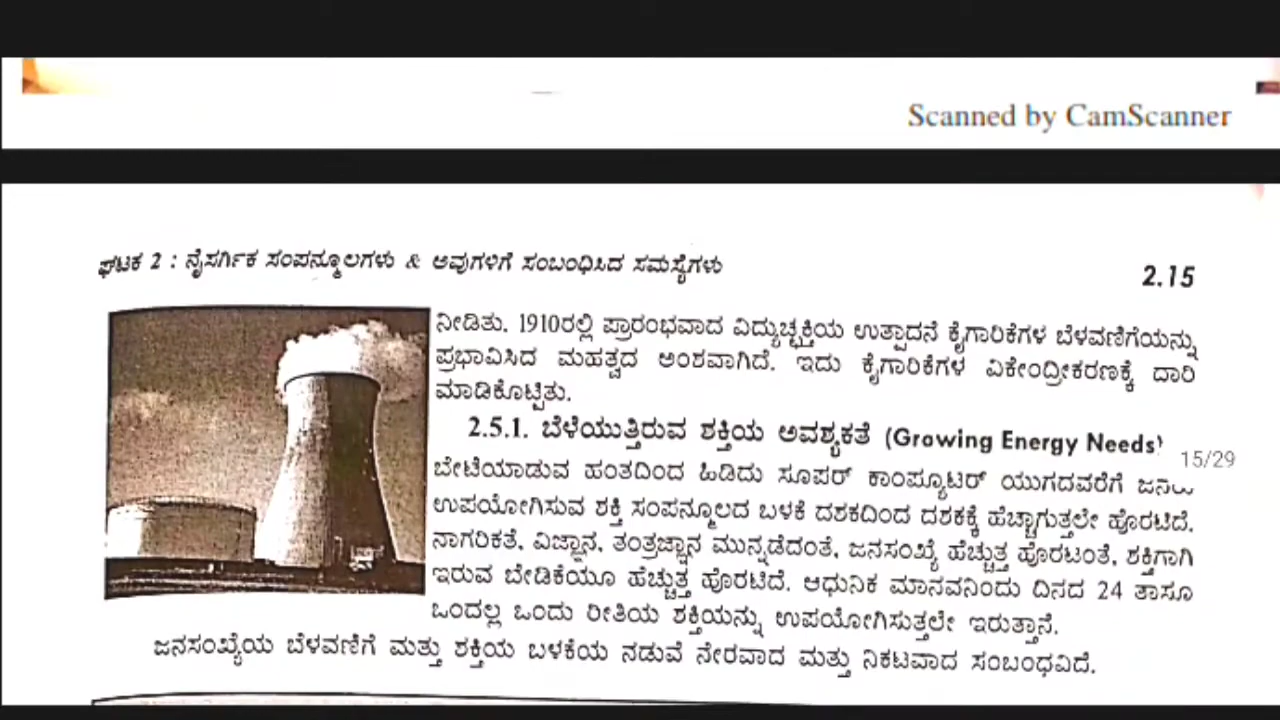 Scanned by CamScanner
ಘಟಕ 2 : ನೈಸರ್ಗಿಕ ಸಂಪನ್ಮೂಲಗಳು & ಅವುಗಳಿಗೆ ಸಂಬಂಧಿಸಿದ ಸಮಸ್ಯೆಗಳು
2.15
ನೀಡಿತು. 1910ರಲ್ಲಿ ಪ್ರಾರಂಭವಾದ ವಿದ್ಯುಚ್ಛಕ್ತಿಯ ಉತ್ಪಾದನೆ ಕೈಗಾರಿಕೆಗಳ ಬೆಳವಣಿಗೆಯನ್ನು
ಪ್ರಭಾವಿಸಿದ ಮಹತ್ವದ ಅಂಶವಾಗಿದೆ. ಇದು ಕೈಗಾರಿಕೆಗಳ ವಿಕೇಂದ್ರೀಕರಣಕ್ಕೆ ದಾರಿ
ಮಾಡಿಕೊಟ್ಟಿತು.
2.5.1. ಬೆಳೆಯುತ್ತಿರುವ ಶಕ್ತಿಯ ಅವಶ್ಯಕತೆ (Growing Energy Needs)
15/29
ಬೇಟೆಯಾಡುವ ಹಂತದಿಂದ ಹಿಡಿದು ಸೂಪರ್ ಕಾಂಪ್ಯೂಟರ್ ಯುಗದವರೆಗೆ
ಉಪಯೋಗಿಸುವ ಶಕ್ತಿ ಸಂಪನ್ಮೂಲದ ಬಳಕೆ ದಶಕದಿಂದ ದಶಕಕ್ಕೆ ಹೆಚ್ಚಾಗುತ್ತಲೇ ಹೊರಟಿದೆ.
ನಾಗರಿಕತೆ, ವಿಜ್ಞಾನ, ತಂತ್ರಜ್ಞಾನ ಮುನ್ನಡೆದಂತೆ, ಜನಸಂಖ್ಯೆ ಹೆಚ್ಚುತ್ತ ಹೊರಟಂತೆ, ಶಕ್ತಿಗಾಗಿ
ಇರುವ ಬೇಡಿಕೆಯೂ ಹೆಚ್ಚುತ್ತ ಹೊರಟಿದೆ. ಆಧುನಿಕ ಮಾನವನಿಂದು ದಿನದ 24 ತಾಸೂ
ಒಂದಲ್ಲ ಒಂದು ರೀತಿಯ ಶಕ್ತಿಯನ್ನು ಉಪಯೋಗಿಸುತ್ತಲೇ ಇರುತ್ತಾನೆ.
ಜನಸಂಖ್ಯೆಯ ಬೆಳವಣಿಗೆ ಮತ್ತು ಶಕ್ತಿಯ ಬಳಕೆಯ ನಡುವೆ ನೇರವಾದ ಮತ್ತು ನಿಕಟವಾದ ಸಂಬಂಧವಿದೆ.